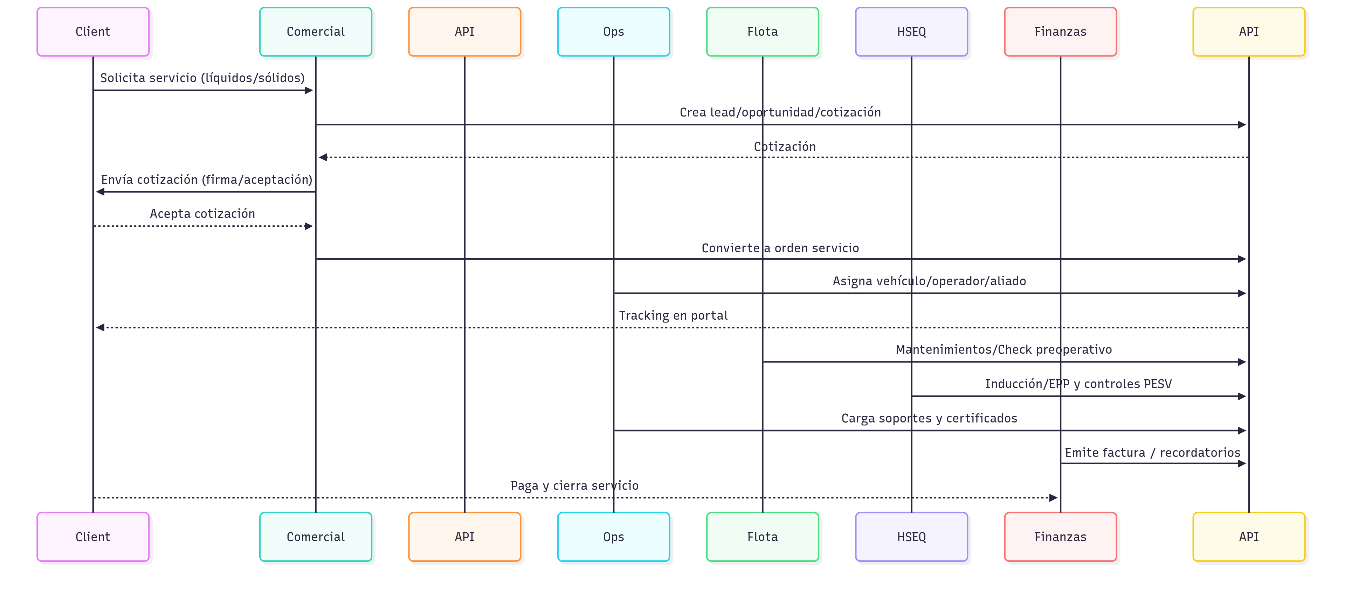 Client
Comercial
API
Ops
Flota
HSEQ
Finanzas
API
Solicita servicio (líquidos/sólidos)
Crea lead/oportunidad/cotización
Cotización
Envía cotización (firma/aceptación)
Acepta cotización
Convierte a orden servicio
Asigna vehículo/operador/aliado
Tracking en portal
Mantenimientos/Check preoperativo
Inducción/EPP y controles PESV
Carga soportes y certificados
Emite factura / recordatorios
Paga y cierra servicio
Client
Comercial
API
Ops
Flota
HSEQ
Finanzas
API